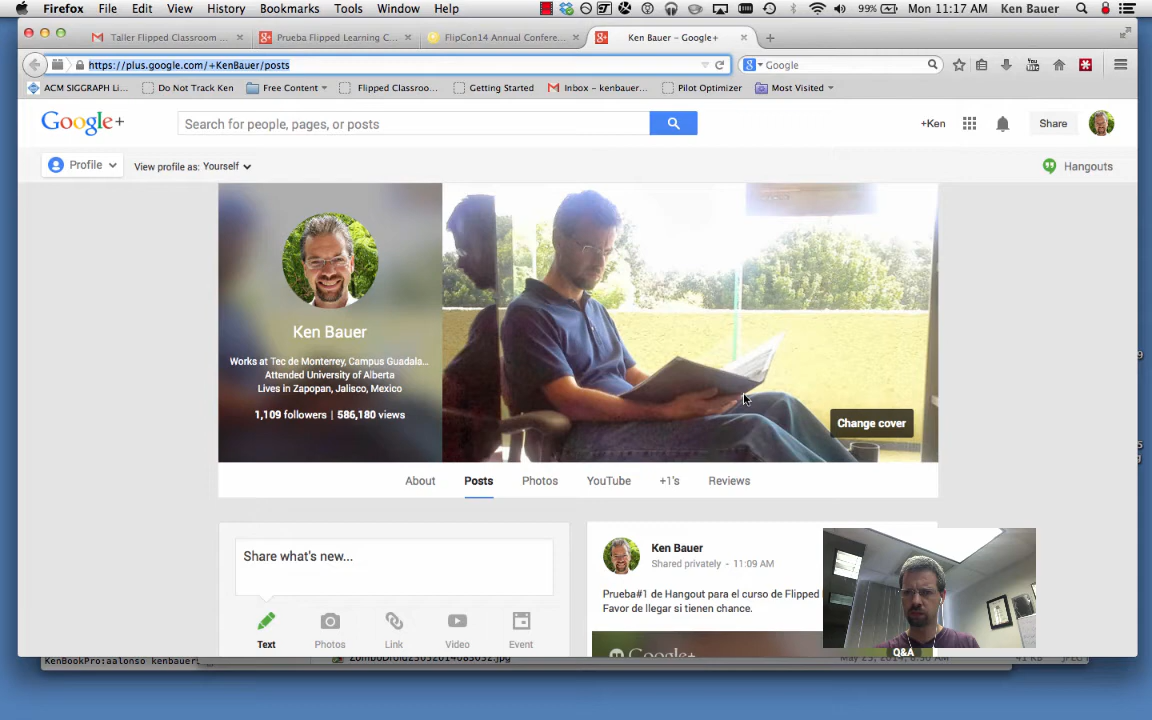 Firefox File Edit View History Bookmarks Tools Window Help 99% Mon 11:17 AM Ken Bauer
Taller Flipped Classroom ... Prueba Flipped Learning C... FlipCon14 Annual Confere... Ken Bauer – Google+
https://plus.google.com/+KenBauer/posts Google
ACM SIGGRAPH Li... Do Not Track Ken Free Content Flipped Classroo... Getting Started Inbox – kenbauer... Pilot Optimizer Most Visited
Google+ Search for people, pages, or posts +Ken Share
Profile View profile as: Yourself Hangouts
Ken Bauer
Works at Tec de Monterrey, Campus Guadala...
Attended University of Alberta
Lives in Zapopan, Jalisco, Mexico
1,109 followers | 586,180 views
Change cover
About Posts Photos YouTube +1's Reviews
Share what's new...
Text Photos Link Video Event
Ken Bauer
Shared privately - 11:09 AM
Prueba#1 de Hangout para el curso de Flipped
Favor de llegar si tienen chance.
Google+
Q&A
KenBookPro:aalonso kenbauer